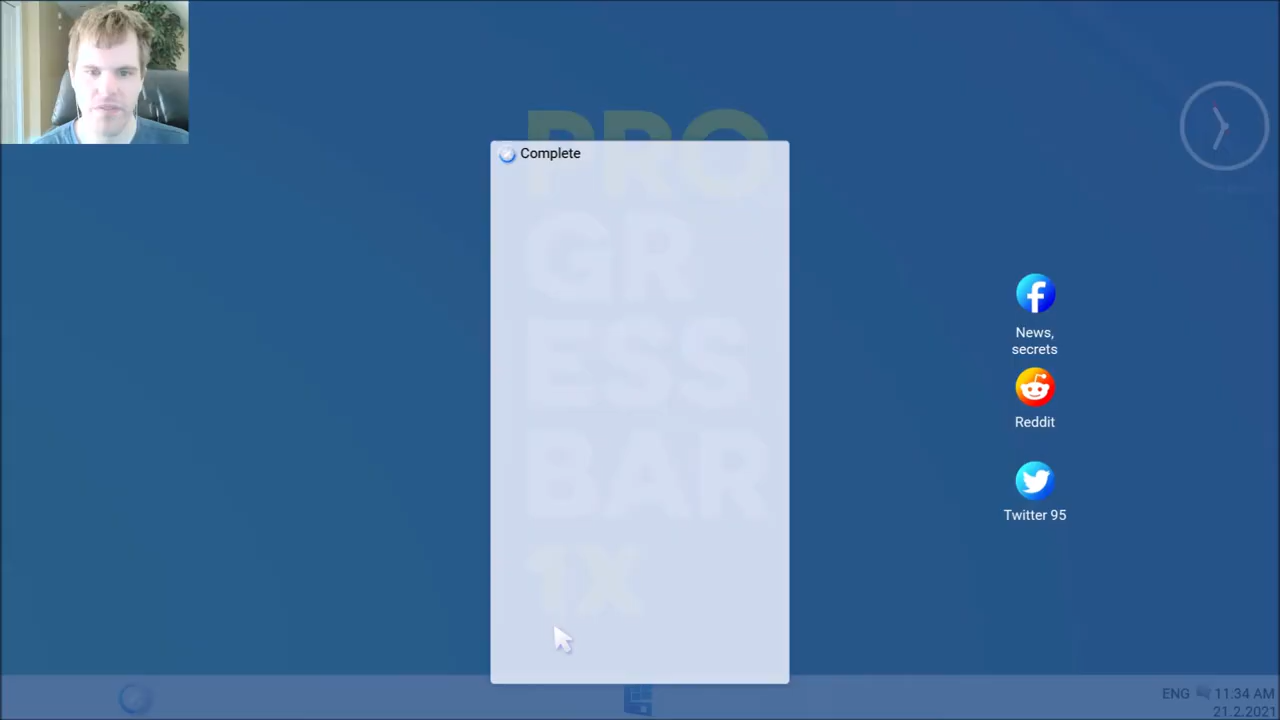 Complete
PRO
GR
ESS
BAR
1X
News,
secrets
Reddit
Twitter 95
ENG 11:34 AM
21.2.2021